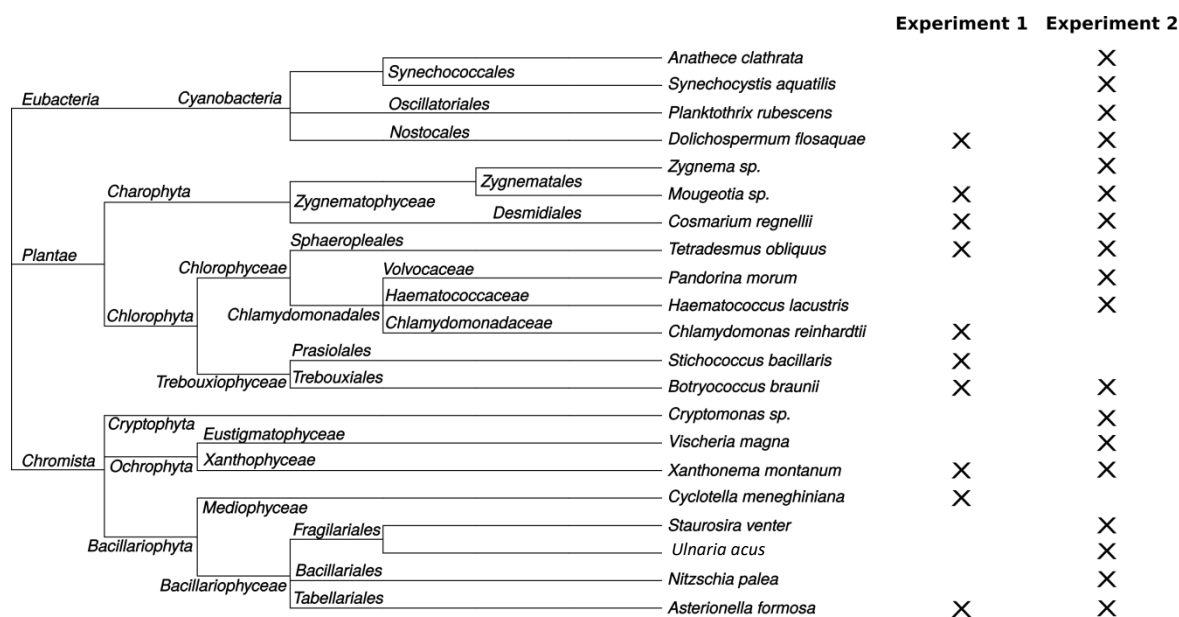 Experiment 1 Experiment 2
Anathece clathrata X
Synechococcales
Synechocystis aquatilis X
Eubacteria Cyanobacteria Oscillatoriales
Planktothrix rubescens X
Nostocales
Dolichospermum flosaquae X X
Zygnema sp. X
Charophyta Zygnematales
Zygnematophyceae Mougeotia sp. X X
Desmidiales
Cosmarium regnellii X X
Sphaeropleales
Plantae Tetradesmus obliquus X X
Chlorophyceae Volvocaceae
Pandorina morum X
Haematococcaceae
Haematococcus lacustris X
Chlorophyta Chlamydomonadales Chlamydomonadaceae
Chlamydomonas reinhardtii X
Prasiolales
Stichococcus bacillaris X
Trebouxiophyceae Trebouxiales
Botryococcus braunii X X
Cryptomonas sp. X
Cryptophyta Eustigmatophyceae
Vischeria magna X
Chromista Ochrophyta Xanthophyceae
Xanthonema montanum X X
Cyclotella meneghiniana X
Mediophyceae
Fragilariales Staurosira venter X
Bacillariophyta Ulnaria acus X
Bacillariales
Bacillariophyceae Nitzschia palea X
Tabellariales
Asterionella formosa X X